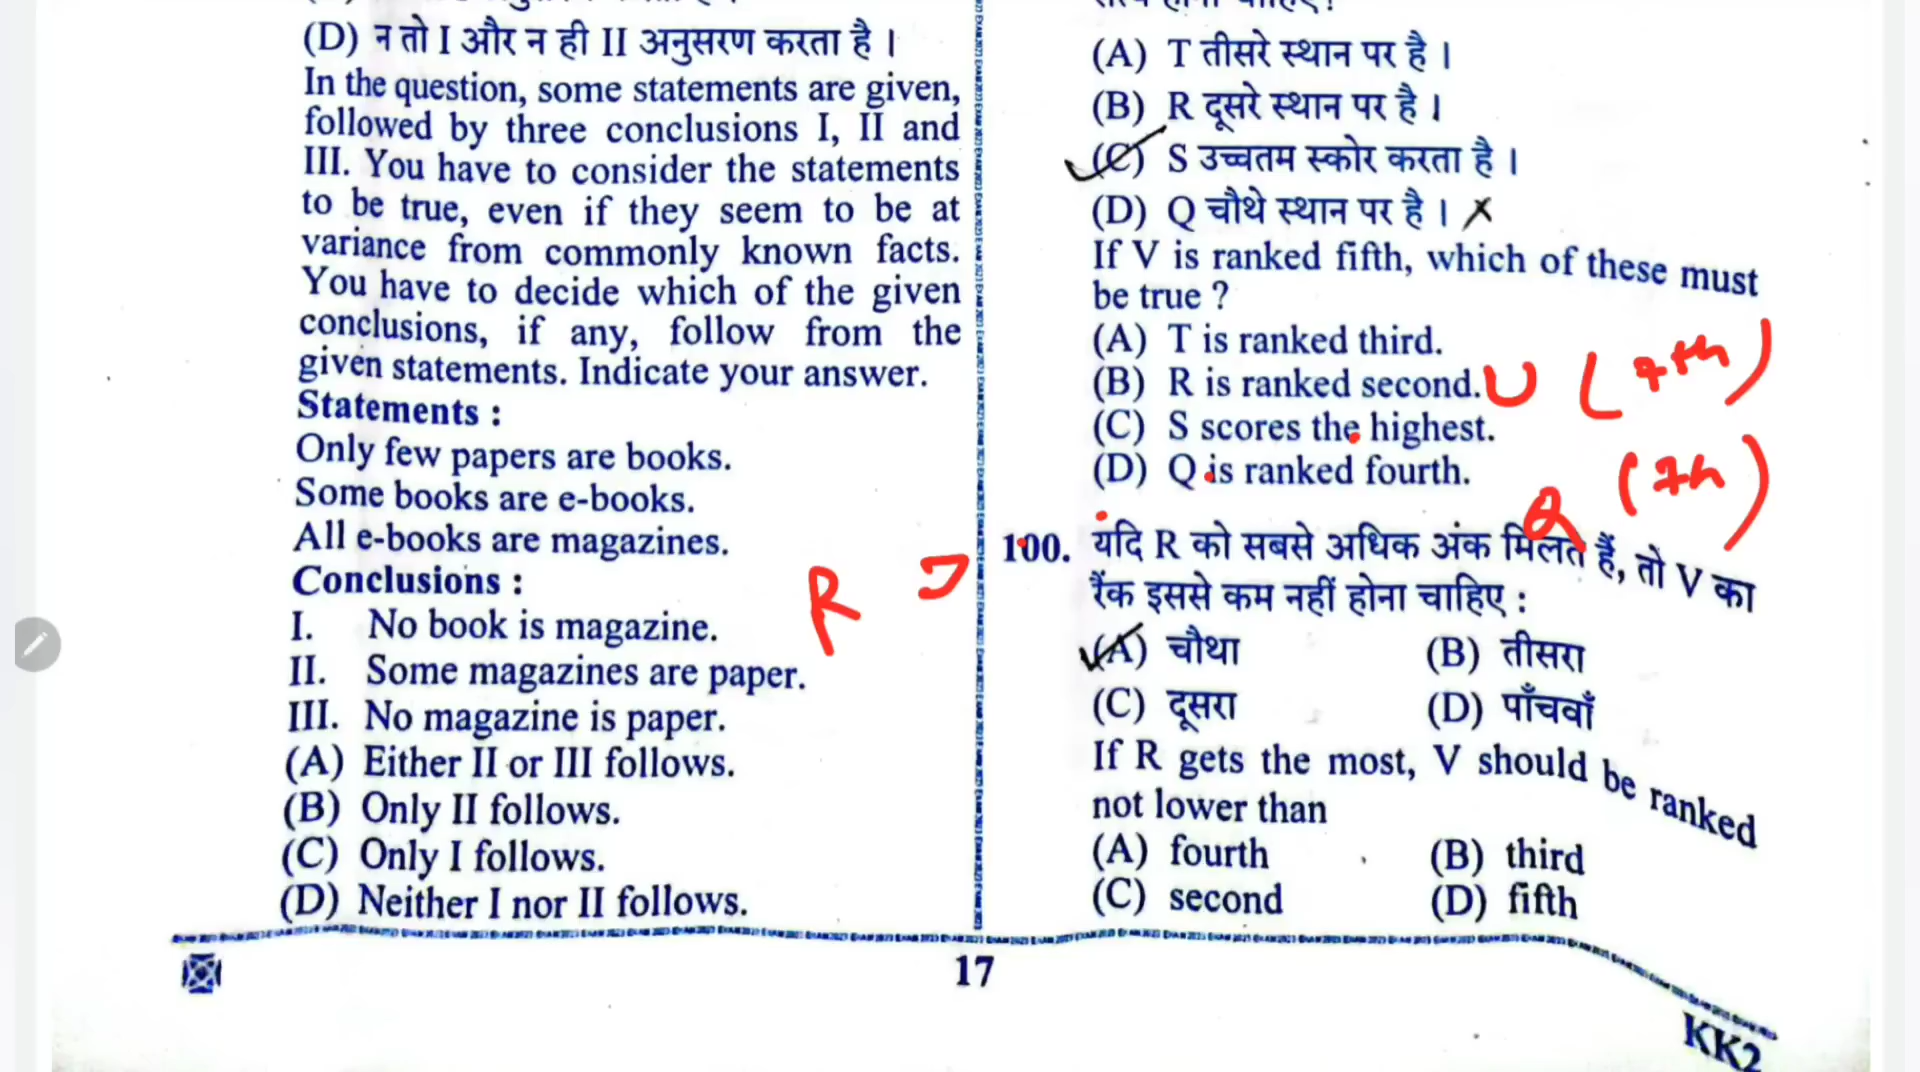 (D) न तो I और न ही II अनुसरण करता है ।
In the question, some statements are given,
followed by three conclusions I, II and
III. You have to consider the statements
to be true, even if they seem to be at
variance from commonly known facts.
You have to decide which of the given
conclusions, if any, follow from the
given statements. Indicate your answer.
Statements :
Only few papers are books.
Some books are e-books.
All e-books are magazines.
Conclusions :
I. No book is magazine.
II. Some magazines are paper.
III. No magazine is paper.
(A) Either II or III follows.
(B) Only II follows.
(C) Only I follows.
(D) Neither I nor II follows.
R
(A) T तीसरे स्थान पर है ।
(B) R दूसरे स्थान पर है ।
(C) S उच्चतम स्कोर करता है ।
(D) Q चौथे स्थान पर है ।
If V is ranked fifth, which of these must
be true ?
(A) T is ranked third.
(B) R is ranked second. U (7th)
(C) S scores the highest.
(D) Q is ranked fourth.
Q (7th)
100. यदि R को सबसे अधिक अंक मिलते हैं, तो V का
रैंक इससे कम नहीं होना चाहिए :
(A) चौथा (B) तीसरा
(C) दूसरा (D) पाँचवाँ
If R gets the most, V should be ranked
not lower than
(A) fourth (B) third
(C) second (D) fifth
17
KK2